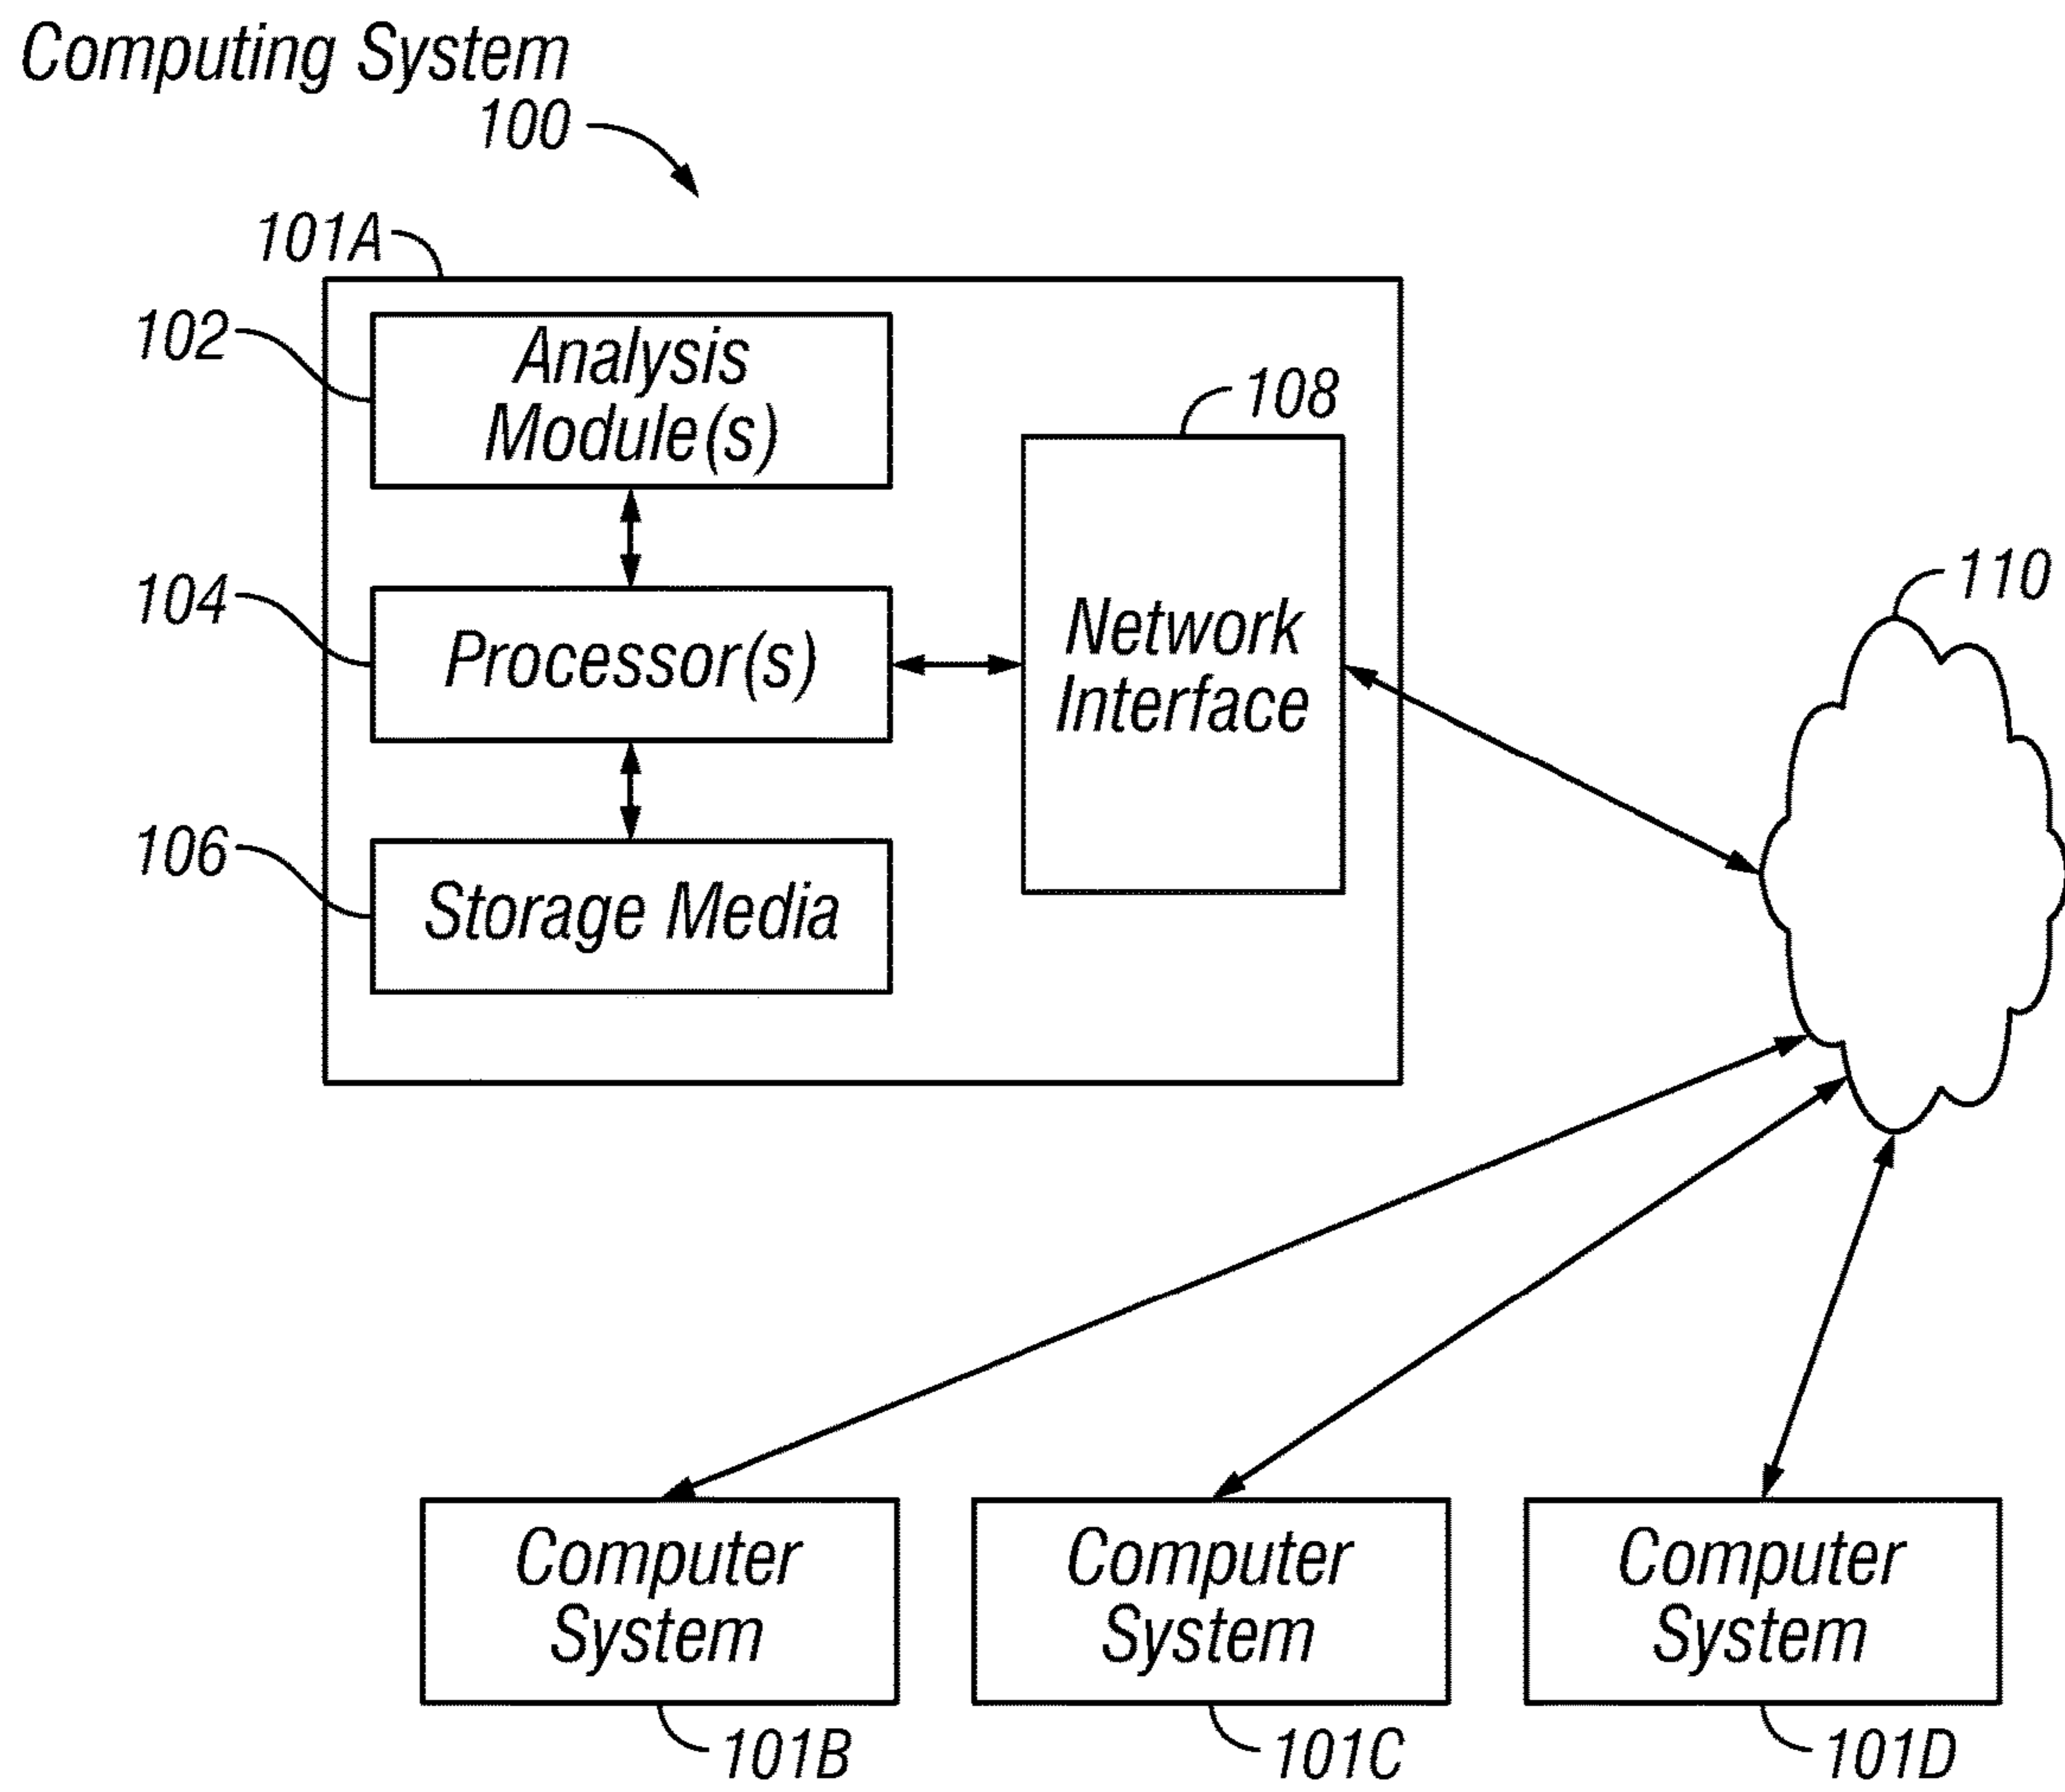 Computing System
100
101A
102
Analysis
Module(s)
108
104
Processor(s)
Network
Interface
110
106
Storage Media
Computer
System
Computer
System
Computer
System
101B
101C
101D